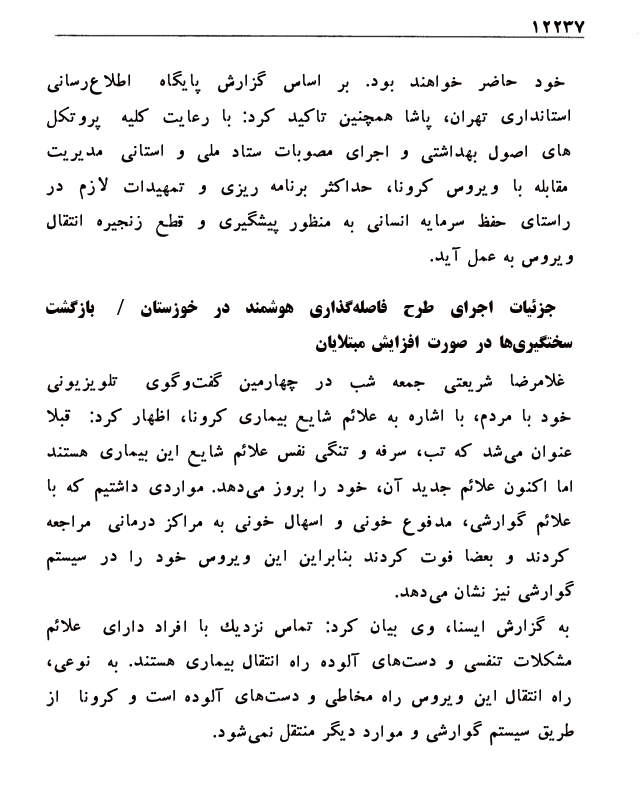 ۱۲۲۳۷
خود حاضر خواهند بود. بر اساس گزارش پایگاه اطلاع‌رسانی
استانداری تهران، پاشا همچنین تاکید کرد: با رعایت کلیه پروتکل
های اصول بهداشتی و اجرای مصوبات ستاد ملی و استانی مدیریت
مقابله با ویروس کرونا، حداکثر برنامه ریزی و تمهیدات لازم در
راستای حفظ سرمایه انسانی به منظور پیشگیری و قطع زنجیره انتقال
ویروس به عمل آید.
جزئیات اجرای طرح فاصله‌گذاری هوشمند در خوزستان / بازگشت
سختگیری‌ها در صورت افزایش مبتلایان
غلامرضا شریعتی جمعه شب در چهارمین گفت‌وگوی تلویزیونی
خود با مردم، با اشاره به علائم شایع بیماری کرونا، اظهار کرد: قبلا
عنوان می‌شد که تب، سرفه و تنگی نفس علائم شایع این بیماری هستند
اما اکنون علائم جدید آن، خود را بروز می‌دهد. مواردی داشتیم که با
علائم گوارشی، مدفوع خونی و اسهال خونی به مراکز درمانی مراجعه
کردند و بعضا فوت کردند بنابراین این ویروس خود را در سیستم
گوارشی نیز نشان می‌دهد.
به گزارش ایسنا، وی بیان کرد: تماس نزدیك با افراد دارای علائم
مشکلات تنفسی و دست‌های آلوده راه انتقال بیماری هستند. به نوعی،
راه انتقال این ویروس راه مخاطی و دست‌های آلوده است و کرونا از
طریق سیستم گوارشی و موارد دیگر منتقل نمی‌شود.